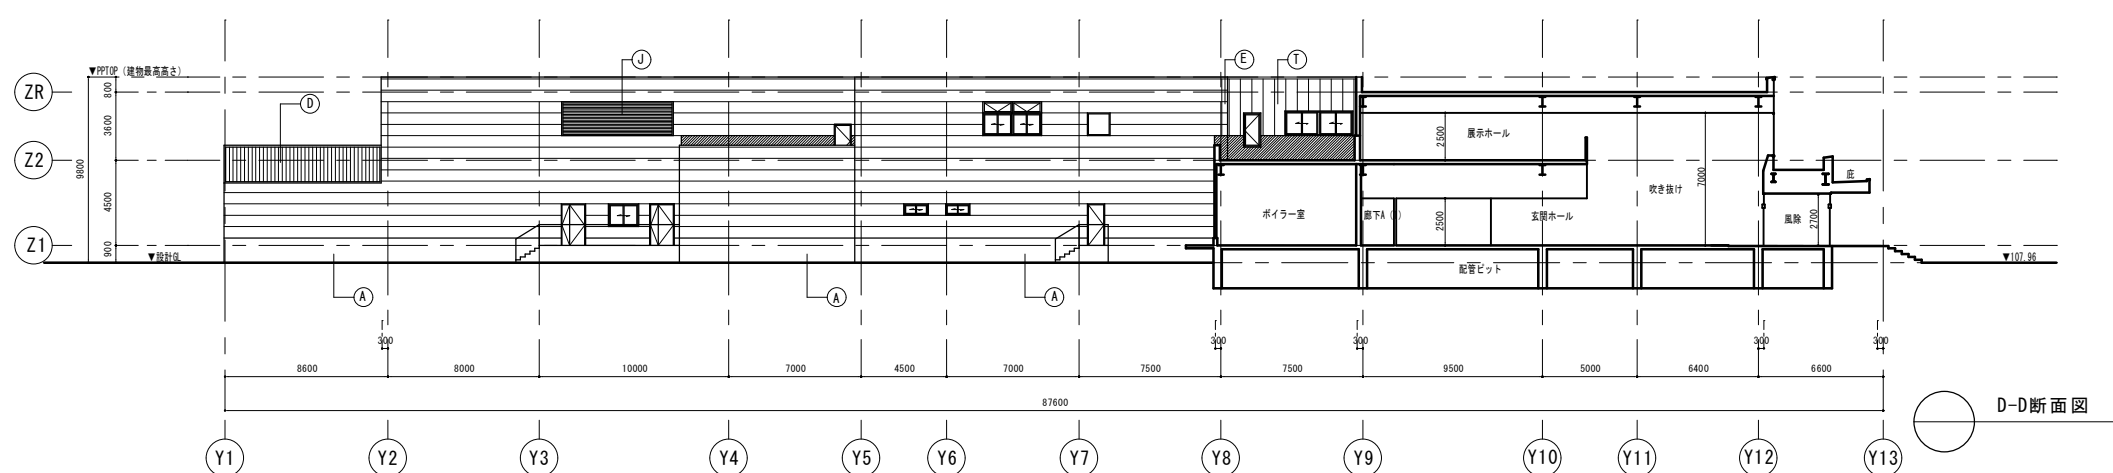 ▼PPTOP（建物最高高さ）
ZR
800
J
E
T
D
3600
2500
展示ホール
Z2
9800
4500
7000
吹き抜け
庇
ボイラー室
廊下A
2500
玄関ホール
風除
2700
Z1
900
▼設計GL
配管ピット
▼107.96
A
A
A
300
300
300
300
300
8600
8000
10000
7000
4500
7000
7500
7500
9500
5000
6400
6600
87600
D-D断面図
Y1
Y2
Y3
Y4
Y5
Y6
Y7
Y8
Y9
Y10
Y11
Y12
Y13